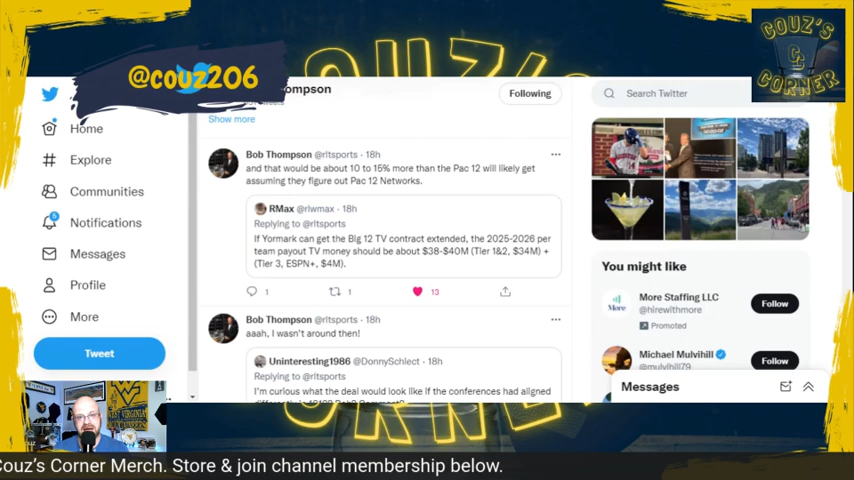 COUZ'S
@couz206
COUZ'S
CORNER
ompson
Following
Search Twitter
Show more
Home
Explore
Communities
Notifications
Messages
Profile
More
Tweet
Bob Thompson @rltsports · 18h
and that would be about 10 to 15% more than the Pac 12 will likely get
assuming they figure out Pac 12 Networks.
RMax @rlwmax · 18h
Replying to @rltsports
If Yormark can get the Big 12 TV contract extended, the 2025-2026 per
team payout TV money should be about $38-$40M (Tier 1&2, $34M) +
(Tier 3, ESPN+, $4M).
1
1
13
Bob Thompson @rltsports · 18h
aaah, I wasn't around then!
Uninteresting1986 @DonnySchlect · 18h
Replying to @rltsports
I'm curious what the deal would look like if the conferences had aligned
You might like
More Staffing LLC
@hirewithmore
Promoted
Follow
Michael Mulvihill
@mulvihill79
Follow
Messages
WEST VIRGINIA
MOUNTAINEERS
Couz's Corner Merch. Store & join channel membership below.